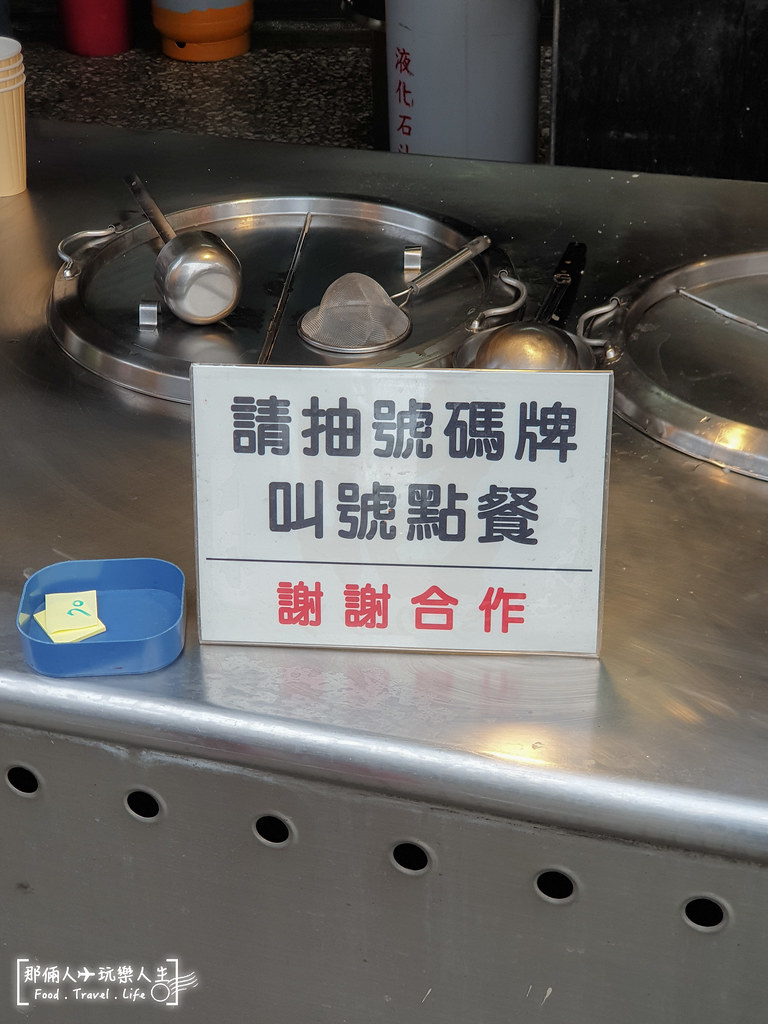 液化石
請抽號碼牌
叫號點餐
謝謝合作
那倆人玩樂人生
Food . Travel . Life